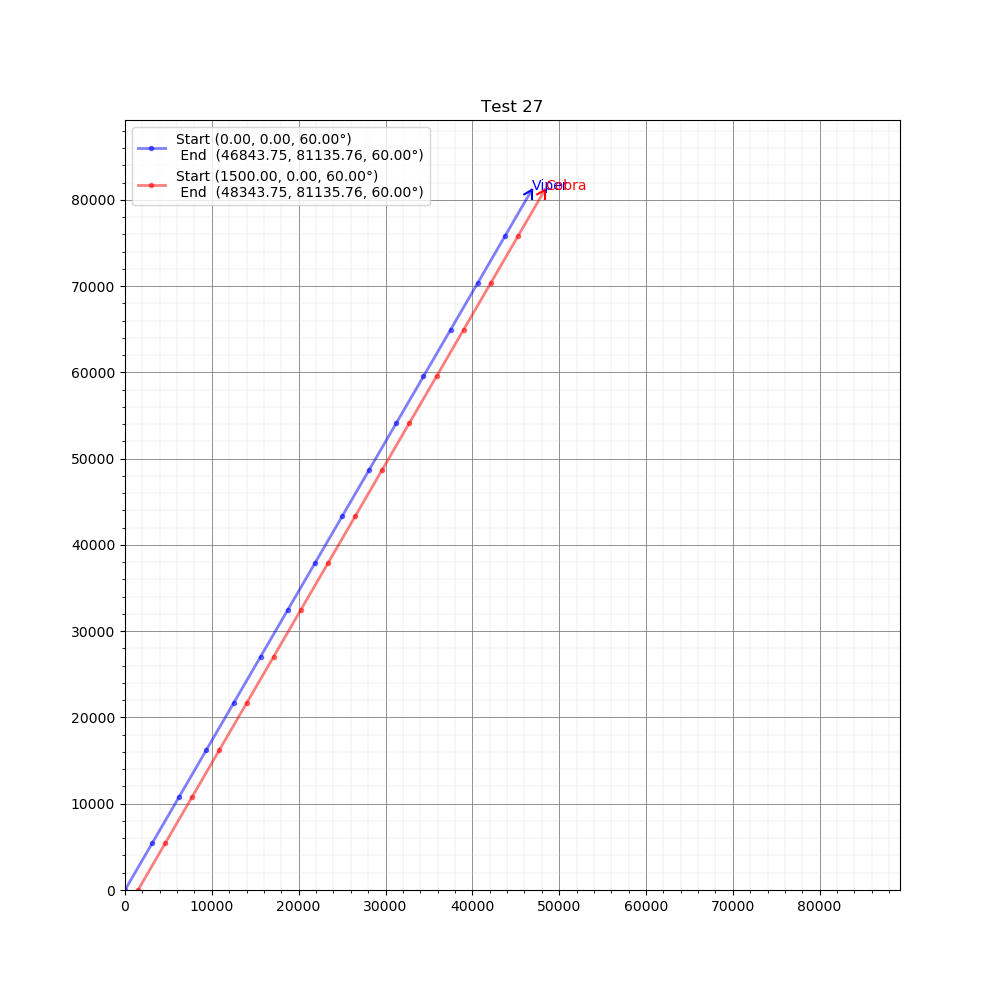 Test 27
Start (0.00, 0.00, 60.00°)
End (46843.75, 81135.76, 60.00°)
Start (1500.00, 0.00, 60.00°)
End (48343.75, 81135.76, 60.00°)
Viper
Cobra
80000
70000
60000
50000
40000
30000
20000
10000
0
0 10000 20000 30000 40000 50000 60000 70000 80000